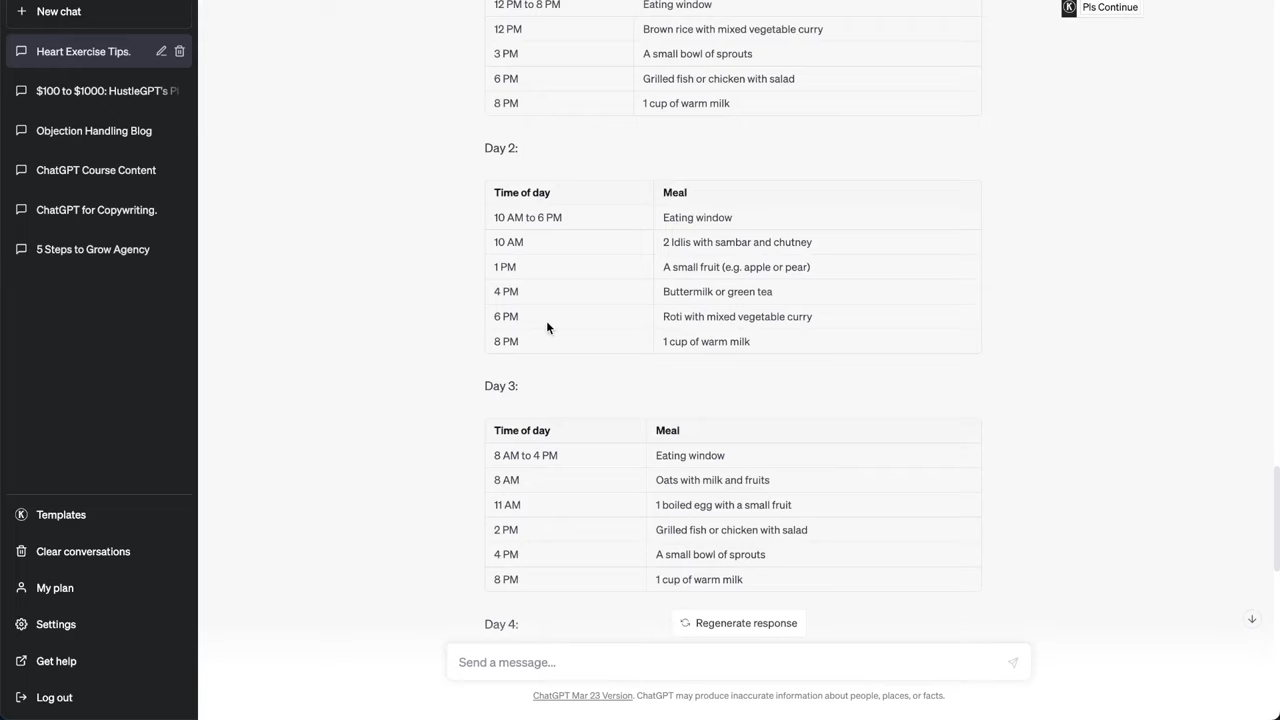 New chat
Heart Exercise Tips.
$100 to $1000: HustleGPT's Pl
Objection Handling Blog
ChatGPT Course Content
ChatGPT for Copywriting.
5 Steps to Grow Agency
Templates
Clear conversations
My plan
Settings
Get help
Log out
K Pls Continue
12 PM to 8 PM Eating window
12 PM Brown rice with mixed vegetable curry
3 PM A small bowl of sprouts
6 PM Grilled fish or chicken with salad
8 PM 1 cup of warm milk
Day 2:
Time of day Meal
10 AM to 6 PM Eating window
10 AM 2 Idlis with sambar and chutney
1 PM A small fruit (e.g. apple or pear)
4 PM Buttermilk or green tea
6 PM Roti with mixed vegetable curry
8 PM 1 cup of warm milk
Day 3:
Time of day Meal
8 AM to 4 PM Eating window
8 AM Oats with milk and fruits
11 AM 1 boiled egg with a small fruit
2 PM Grilled fish or chicken with salad
4 PM A small bowl of sprouts
8 PM 1 cup of warm milk
Day 4:
Regenerate response
Send a message...
ChatGPT Mar 23 Version. ChatGPT may produce inaccurate information about people, places, or facts.